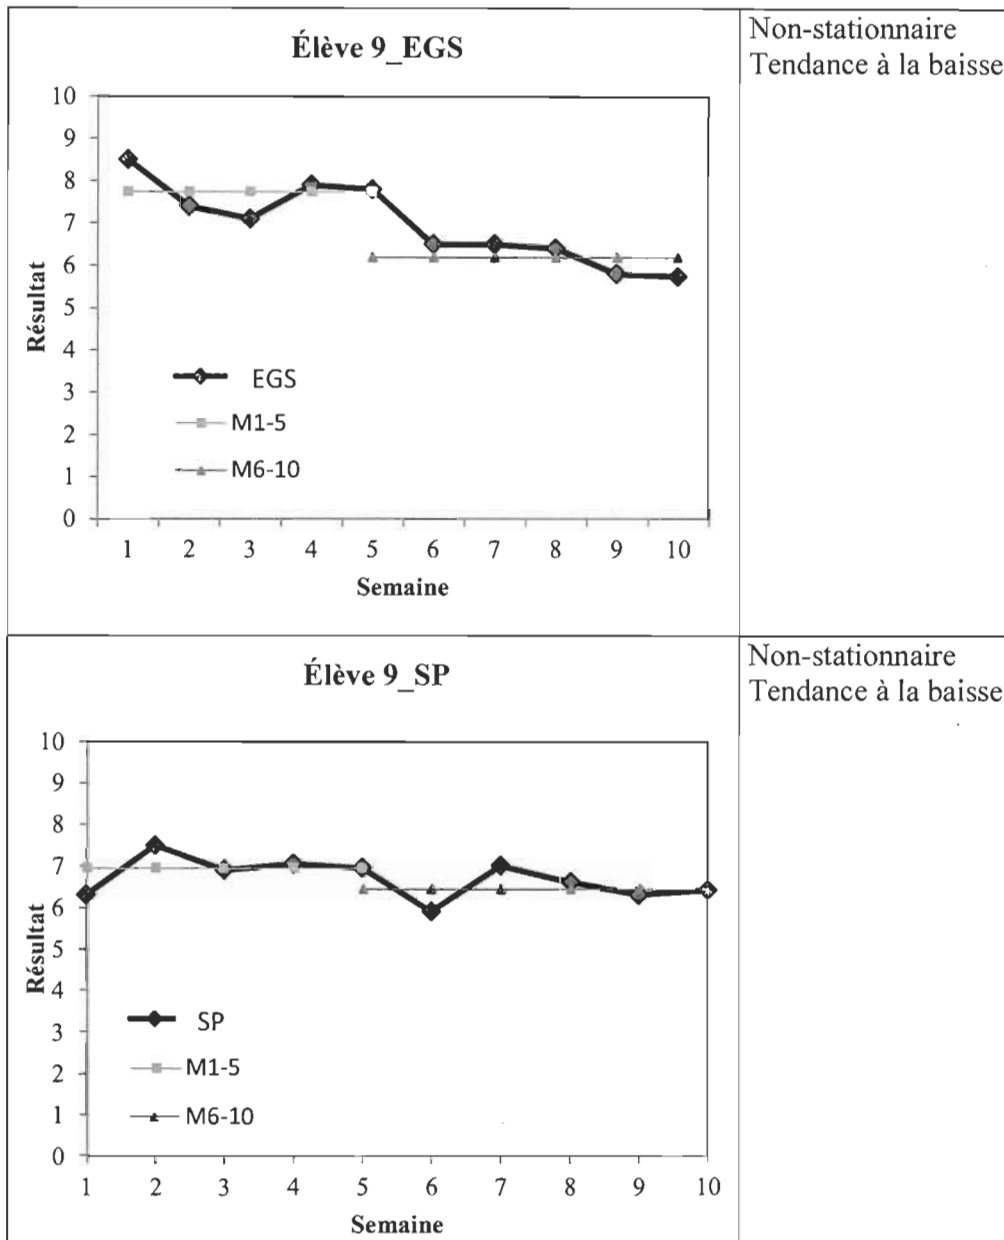 Élève 9_EGS
Non-stationnaire
Tendance à la baisse
10
9
8
7
6
5
4
3
2
1
0
Résultat
EGS
M1-5
M6-10
1 2 3 4 5 6 7 8 9 10
Semaine
Élève 9_SP
Non-stationnaire
Tendance à la baisse
10
9
8
7
6
5
4
3
2
1
0
Résultat
SP
M1-5
M6-10
1 2 3 4 5 6 7 8 9 10
Semaine